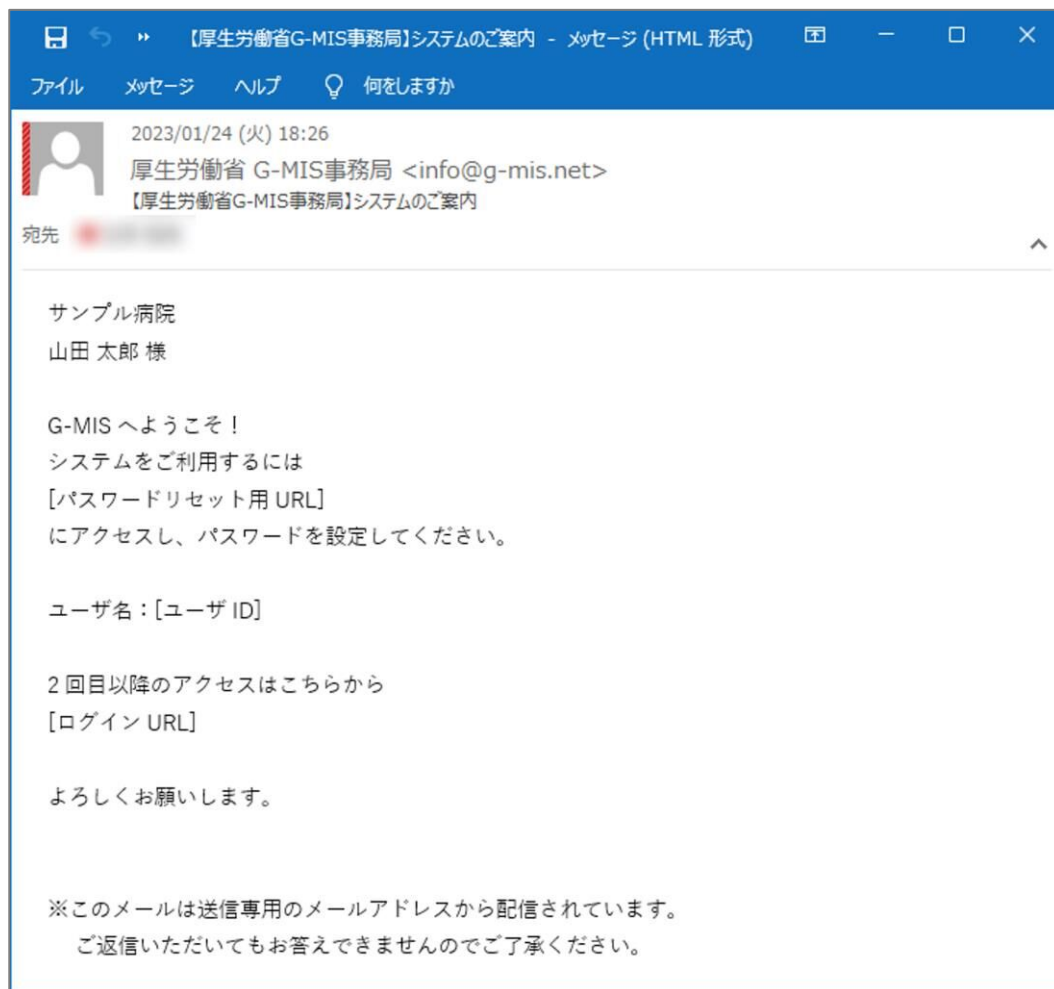 【厚生労働省G-MIS事務局】システムのご案内 - メッセージ (HTML 形式)
ファイル メッセージ ヘルプ 何をしますか
2023/01/24 (火) 18:26
厚生労働省 G-MIS事務局 <info@g-mis.net>
【厚生労働省G-MIS事務局】システムのご案内
宛先
サンプル病院
山田 太郎 様
G-MIS へようこそ！
システムをご利用するには
[パスワードリセット用 URL]
にアクセスし、パスワードを設定してください。
ユーザ名：[ユーザ ID]
2 回目以降のアクセスはこちらから
[ログイン URL]
よろしくお願いします。
※このメールは送信専用のメールアドレスから配信されています。
ご返信いただいてもお答えできませんのでご了承ください。